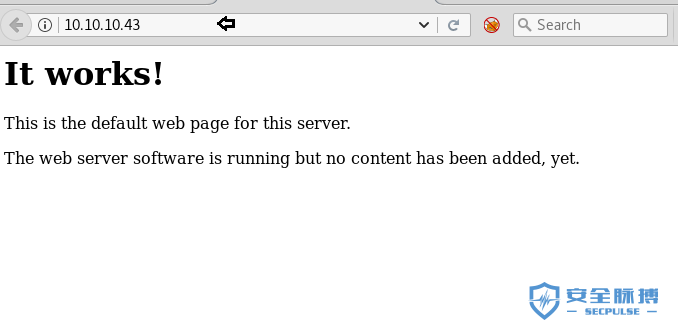 10.10.10.43
Search
It works!
This is the default web page for this server.
The web server software is running but no content has been added, yet.
安全脉搏
SECPULSE